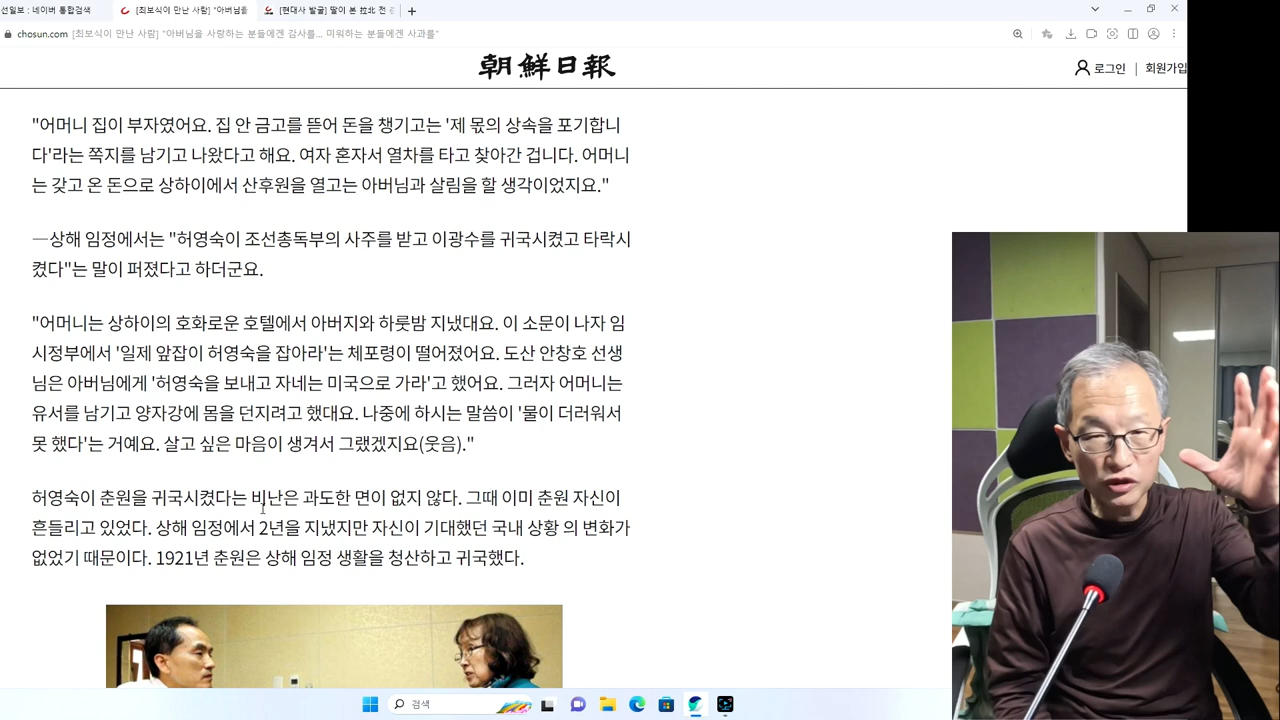 선일보 : 네이버 통합검색
[최보식이 만난 사람] "아버님을
[현대사 발굴] 딸이 본 拉北 전
chosun.com [최보식이 만난 사람] "아버님을 사랑하는 분들에겐 감사를... 미워하는 분들에겐 사과를"
朝鮮日報
로그인 | 회원가입
"어머니 집이 부자였어요. 집 안 금고를 뜯어 돈을 챙기고는 '제 몫의 상속을 포기합니
다'라는 쪽지를 남기고 나왔다고 해요. 여자 혼자서 열차를 타고 찾아간 겁니다. 어머니
는 갖고 온 돈으로 상하이에서 산후원을 열고는 아버님과 살림을 할 생각이었지요."
―상해 임정에서는 "허영숙이 조선총독부의 사주를 받고 이광수를 귀국시켰고 타락시
켰다"는 말이 퍼졌다고 하더군요.
"어머니는 상하이의 호화로운 호텔에서 아버지와 하룻밤 지냈대요. 이 소문이 나자 임
시정부에서 '일제 앞잡이 허영숙을 잡아라'는 체포령이 떨어졌어요. 도산 안창호 선생
님은 아버님에게 '허영숙을 보내고 자네는 미국으로 가라'고 했어요. 그러자 어머니는
유서를 남기고 양자강에 몸을 던지려고 했대요. 나중에 하시는 말씀이 '물이 더러워서
못 했다'는 거예요. 살고 싶은 마음이 생겨서 그랬겠지요(웃음)."
허영숙이 춘원을 귀국시켰다는 비난은 과도한 면이 없지 않다. 그때 이미 춘원 자신이
흔들리고 있었다. 상해 임정에서 2년을 지냈지만 자신이 기대했던 국내 상황 의 변화가
없었기 때문이다. 1921년 춘원은 상해 임정 생활을 청산하고 귀국했다.
검색